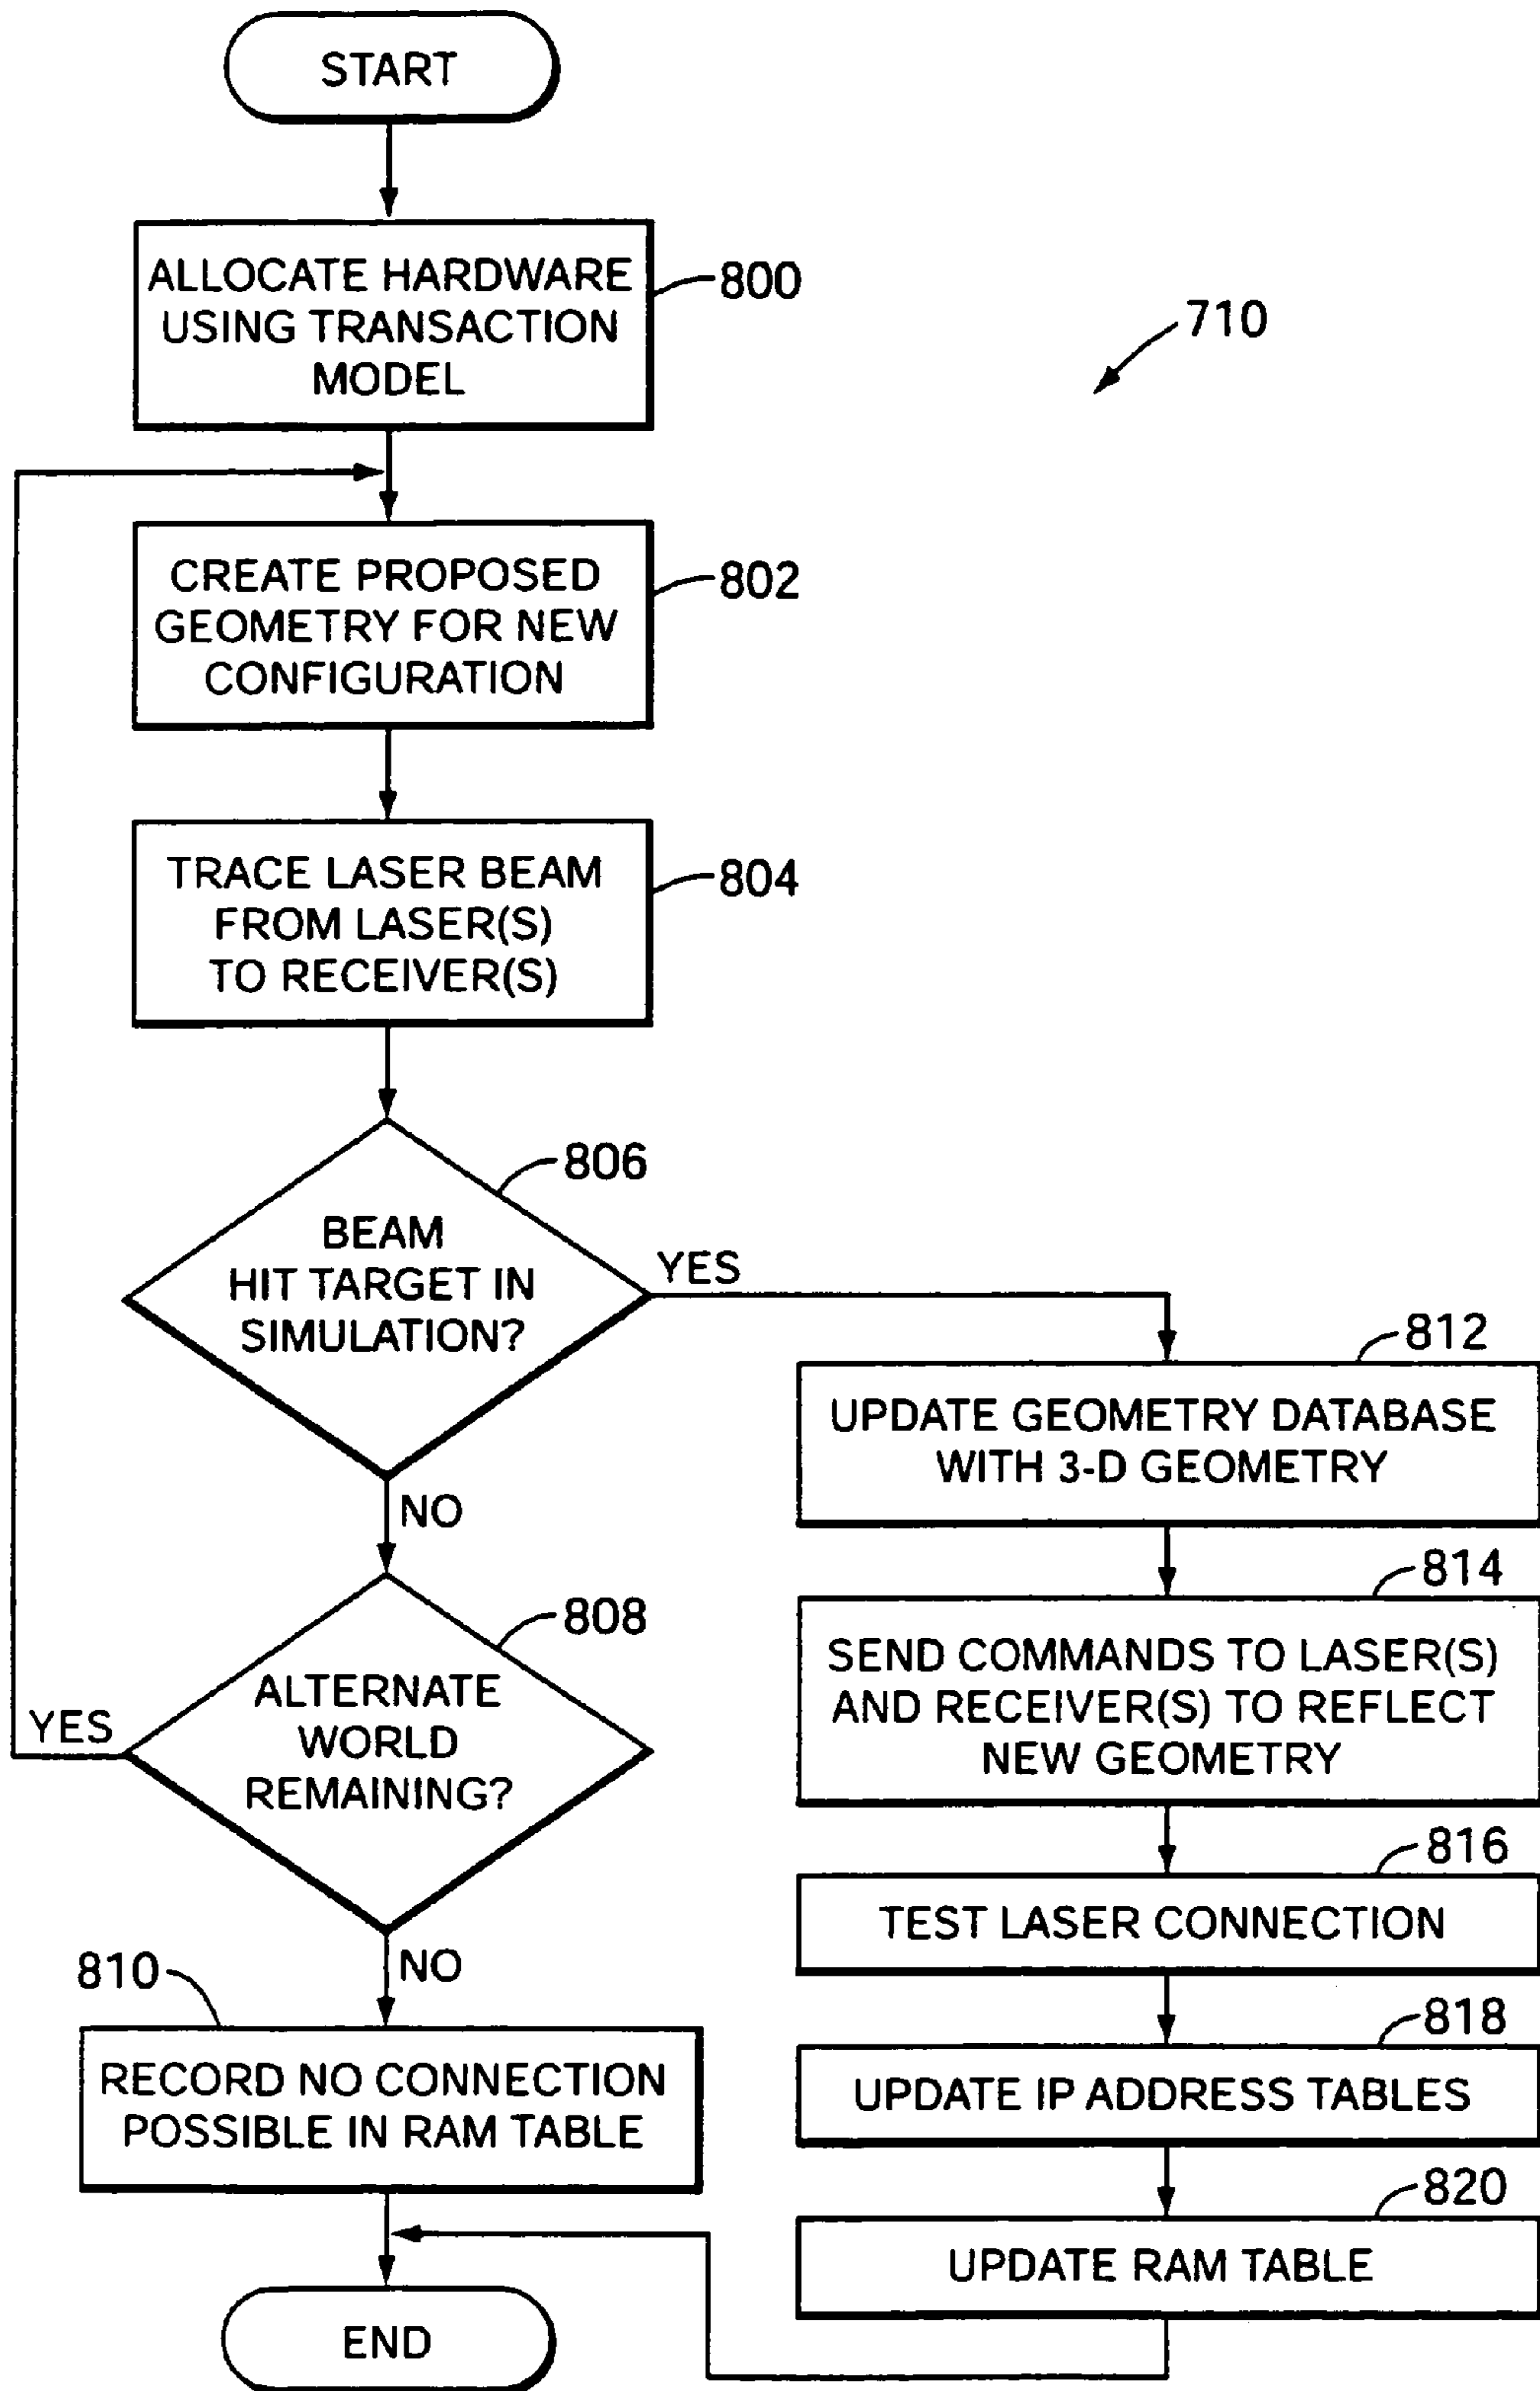 START
ALLOCATE HARDWARE
USING TRANSACTION
MODEL
800
710
CREATE PROPOSED
GEOMETRY FOR NEW
CONFIGURATION
802
TRACE LASER BEAM
FROM LASER(S)
TO RECEIVER(S)
804
806
BEAM
HIT TARGET IN
SIMULATION?
YES
NO
808
ALTERNATE
WORLD
REMAINING?
YES
NO
810
RECORD NO CONNECTION
POSSIBLE IN RAM TABLE
812
UPDATE GEOMETRY DATABASE
WITH 3-D GEOMETRY
814
SEND COMMANDS TO LASER(S)
AND RECEIVER(S) TO REFLECT
NEW GEOMETRY
816
TEST LASER CONNECTION
818
UPDATE IP ADDRESS TABLES
820
UPDATE RAM TABLE
END